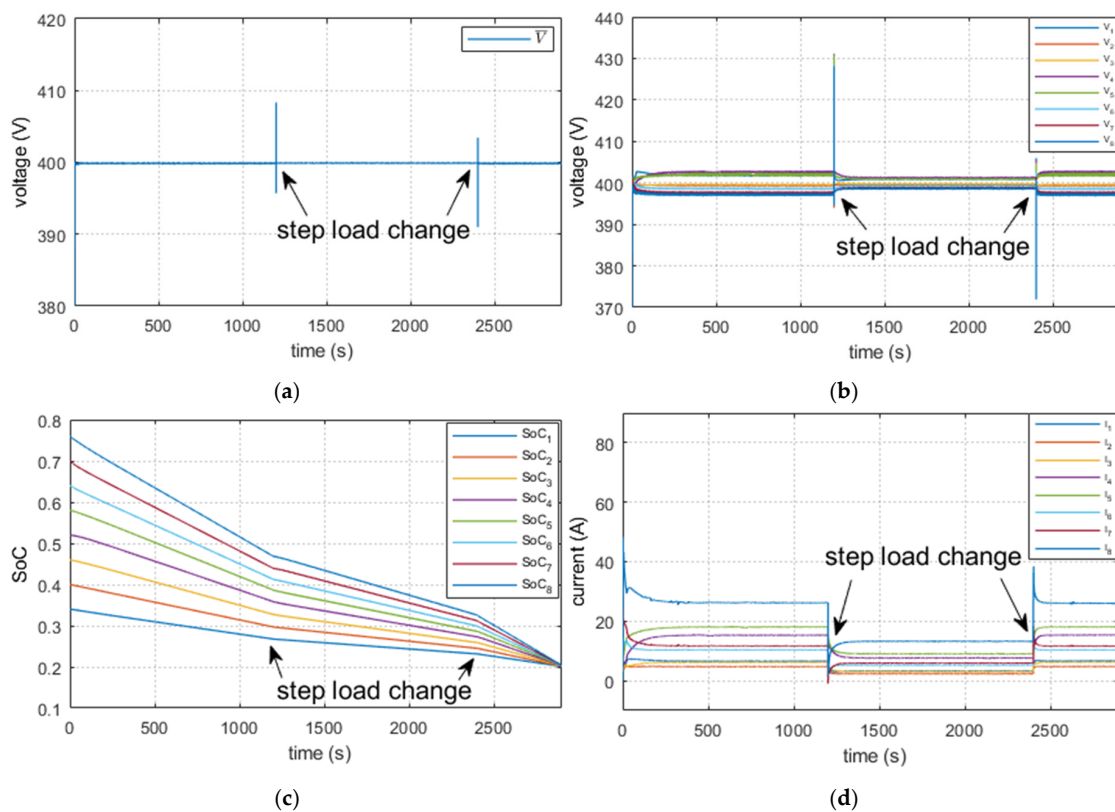 420
410
400
390
380
voltage (V)
V̅
step load change
0 500 1000 1500 2000 2500
time (s)
(a)
440
430
420
410
400
390
380
370
voltage (V)
V₁
V₂
V₃
V₄
V₅
V₆
V₇
V₈
step load change
0 500 1000 1500 2000 2500
time (s)
(b)
0.8
0.7
0.6
0.5
0.4
0.3
0.2
0.1
SoC
SoC₁
SoC₂
SoC₃
SoC₄
SoC₅
SoC₆
SoC₇
SoC₈
step load change
0 500 1000 1500 2000 2500
time (s)
(c)
80
60
40
20
0
current (A)
I₁
I₂
I₃
I₄
I₅
I₆
I₇
I₈
step load change
0 500 1000 1500 2000 2500
time (s)
(d)